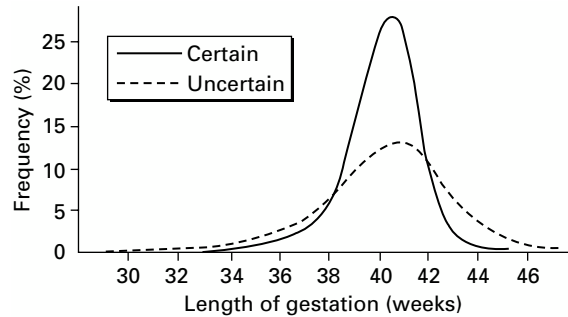 25
20
15
10
5
0
Frequency (%)
Certain
Uncertain
30 32 34 36 38 40 42 44 46
Length of gestation (weeks)